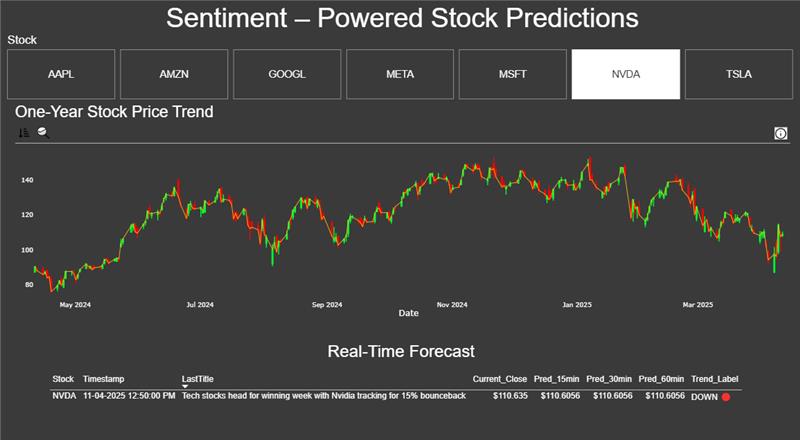 Sentiment – Powered Stock Predictions
Stock
AAPL AMZN GOOGL META MSFT NVDA TSLA
One-Year Stock Price Trend
140
120
100
80
May 2024 Jul 2024 Sep 2024 Nov 2024 Jan 2025 Mar 2025
Date
Real-Time Forecast
Stock Timestamp LastTitle Current_Close Pred_15min Pred_30min Pred_60min Trend_Label
NVDA 11-04-2025 12:50:00 PM Tech stocks head for winning week with Nvidia tracking for 15% bounceback $110.635 $110.6056 $110.6056 $110.6056 DOWN